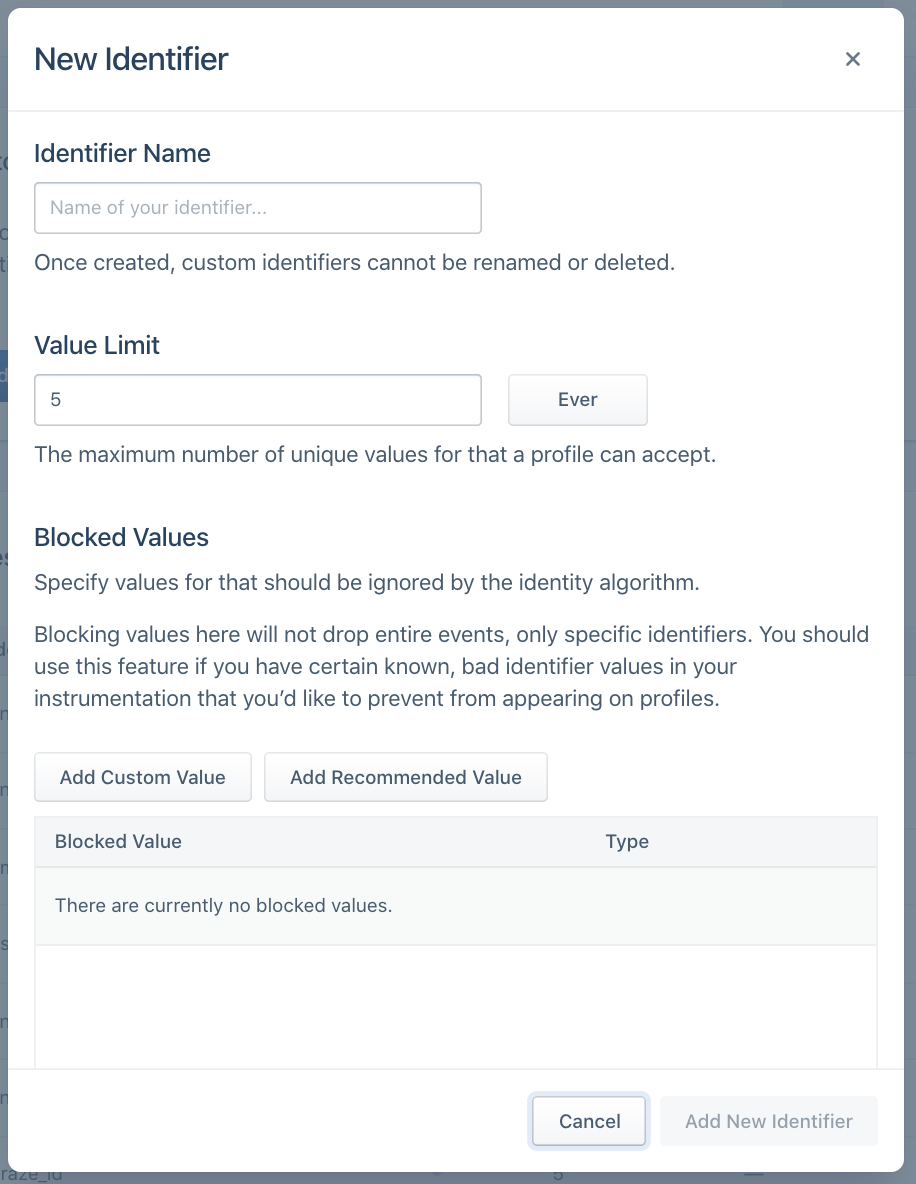 New Identifier
Identifier Name
Name of your identifier...
Once created, custom identifiers cannot be renamed or deleted.
Value Limit
5
Ever
The maximum number of unique values for that a profile can accept.
Blocked Values
Specify values for that should be ignored by the identity algorithm.
Blocking values here will not drop entire events, only specific identifiers. You should
use this feature if you have certain known, bad identifier values in your
instrumentation that you’d like to prevent from appearing on profiles.
Add Custom Value
Add Recommended Value
Blocked Value
Type
There are currently no blocked values.
Cancel
Add New Identifier